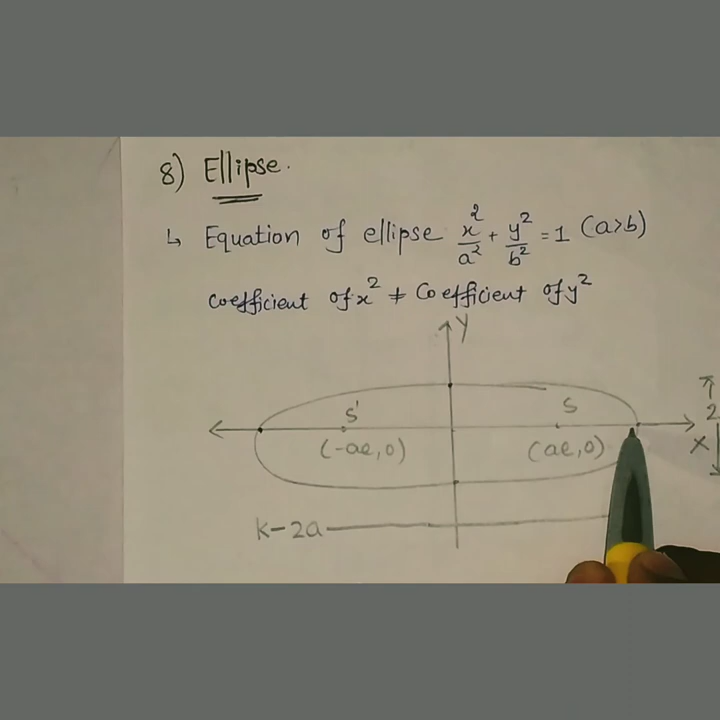 8) Ellipse.
↳ Equation of ellipse x²/a² + y²/b² = 1 (a>b)
Coefficient of x² ≠ Coefficient of y²
Y
S' S
2
(-ae,0) (ae,0) X
K-2a